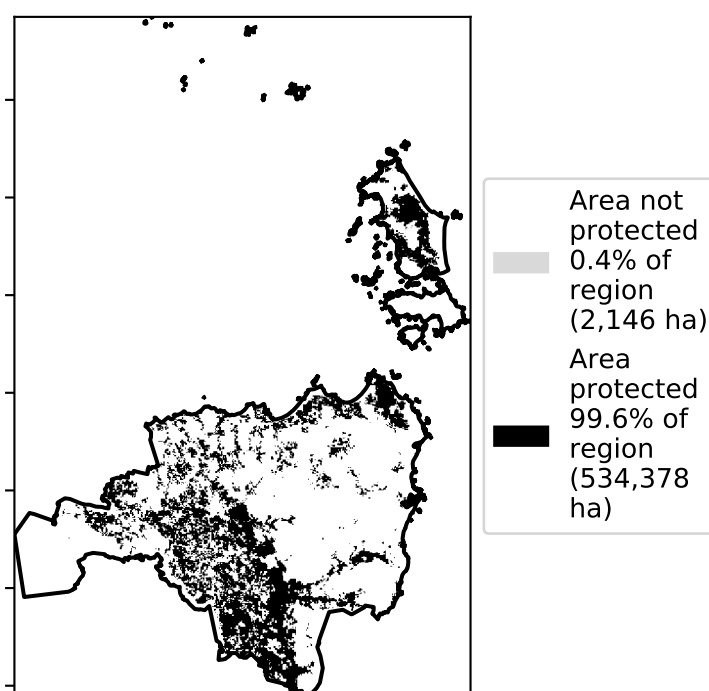 Area not
protected
0.4% of
region
(2,146 ha)
Area
protected
99.6% of
region
(534,378
ha)